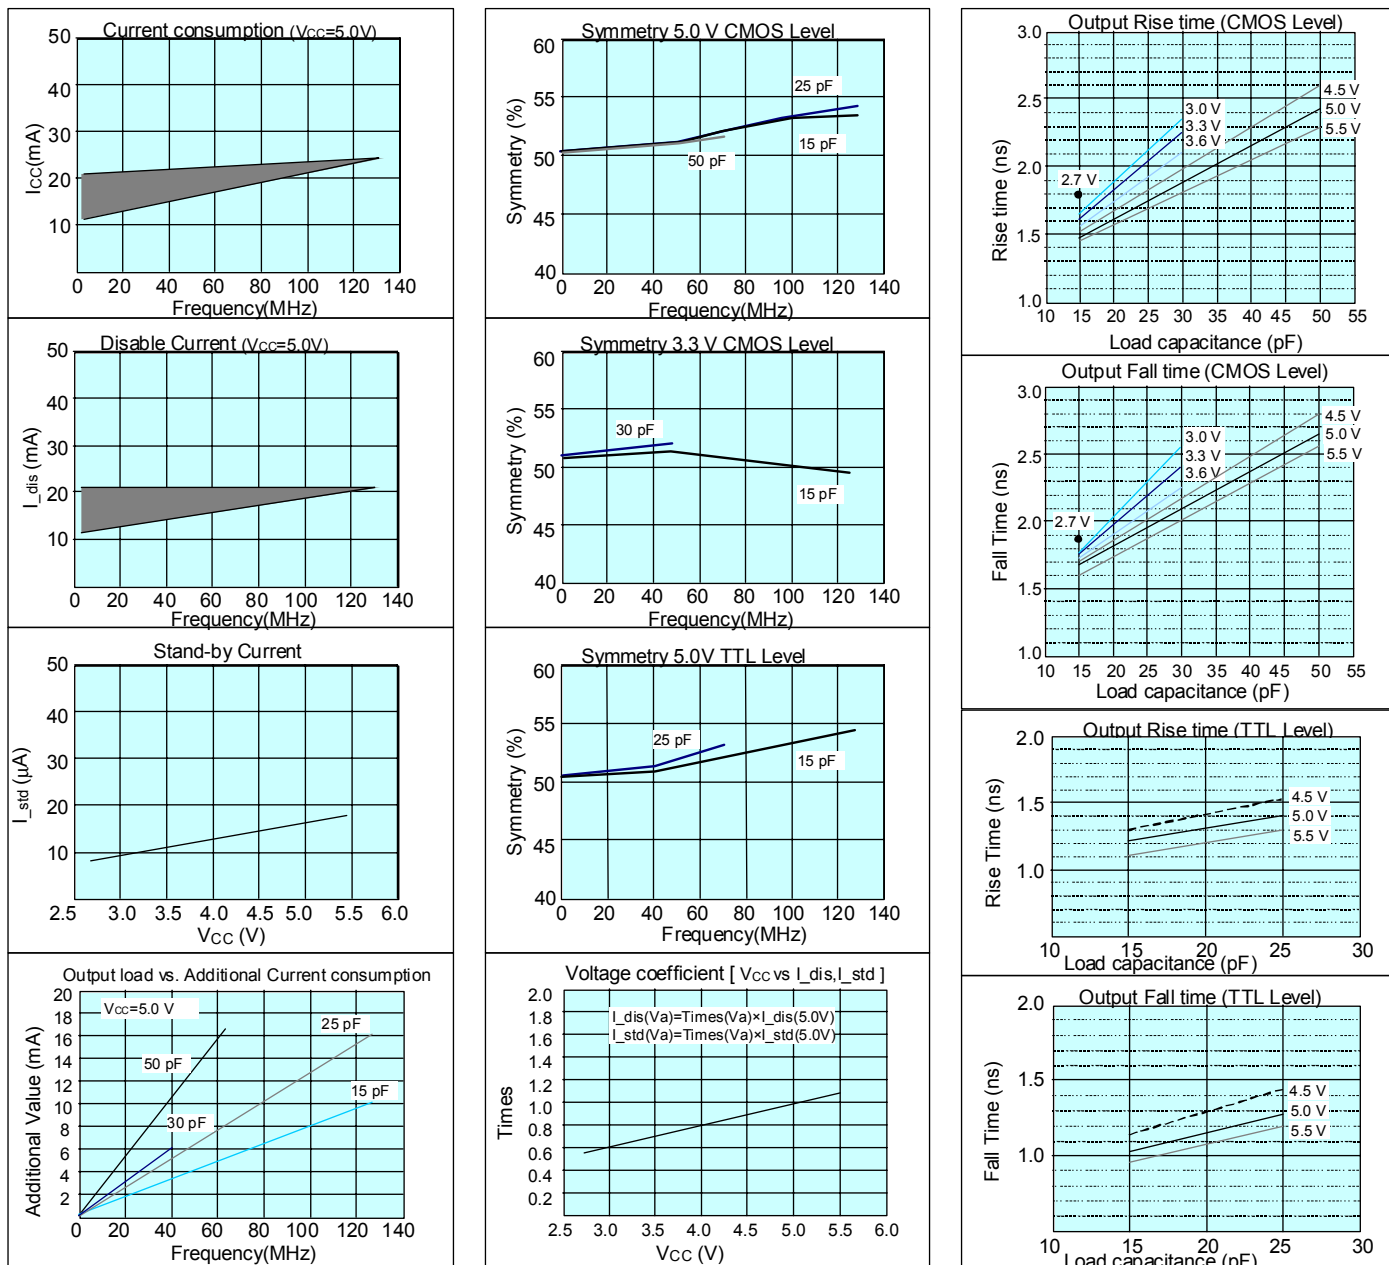 Current consumption (VCC=5.0V)
50
40
30
20
10
ICC(mA)
0 20 40 60 80 100 120 140
Frequency(MHz)
Disable Current (VCC=5.0V)
50
40
30
20
10
I_dis (mA)
0 20 40 60 80 100 120 140
Frequency(MHz)
Stand-by Current
50
40
30
20
10
I_std (µA)
2.5 3.0 3.5 4.0 4.5 5.0 5.5 6.0
VCC (V)
Output load vs. Additional Current consumption
20
18
16
14
12
10
8
6
4
2
Additional Value (mA)
VCC=5.0 V
25 pF
50 pF
15 pF
30 pF
0 20 40 60 80 100 120 140
Frequency(MHz)
Symmetry 5.0 V CMOS Level
60
55
50
45
40
Symmetry (%)
25 pF
15 pF
50 pF
0 20 40 60 80 100 120 140
Frequency(MHz)
Symmetry 3.3 V CMOS Level
60
55
50
45
40
Symmetry (%)
30 pF
15 pF
0 20 40 60 80 100 120 140
Frequency(MHz)
Symmetry 5.0V TTL Level
60
55
50
45
40
Symmetry (%)
25 pF
15 pF
0 20 40 60 80 100 120 140
Frequency(MHz)
Voltage coefficient [ VCC vs I_dis,I_std ]
2.0
1.8
1.6
1.4
1.2
1.0
0.8
0.6
0.4
0.2
Times
I_dis(Va)=Times(Va)×I_dis(5.0V)
I_std(Va)=Times(Va)×I_std(5.0V)
2.5 3.0 3.5 4.0 4.5 5.0 5.5 6.0
VCC (V)
Output Rise time (CMOS Level)
3.0
2.5
2.0
1.5
1.0
Rise time (ns)
4.5 V
5.0 V
5.5 V
3.0 V
3.3 V
3.6 V
2.7 V
10 15 20 25 30 35 40 45 50 55
Load capacitance (pF)
Output Fall time (CMOS Level)
3.0
2.5
2.0
1.5
1.0
Fall Time (ns)
4.5 V
5.0 V
5.5 V
3.0 V
3.3 V
3.6 V
2.7 V
10 15 20 25 30 35 40 45 50 55
Load capacitance (pF)
Output Rise time (TTL Level)
2.0
1.5
1.0
Rise Time (ns)
4.5 V
5.0 V
5.5 V
10 15 20 25 30
Load capacitance (pF)
Output Fall time (TTL Level)
2.0
1.5
1.0
Fall Time (ns)
4.5 V
5.0 V
5.5 V
10 15 20 25 30
Load capacitance (pF)